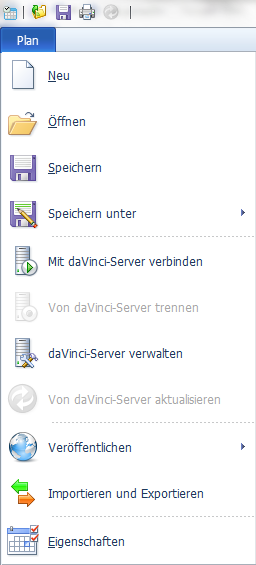 Plan
Neu
Öffnen
Speichern
Speichern unter
Mit daVinci-Server verbinden
Von daVinci-Server trennen
daVinci-Server verwalten
Von daVinci-Server aktualisieren
Veröffentlichen
Importieren und Exportieren
Eigenschaften